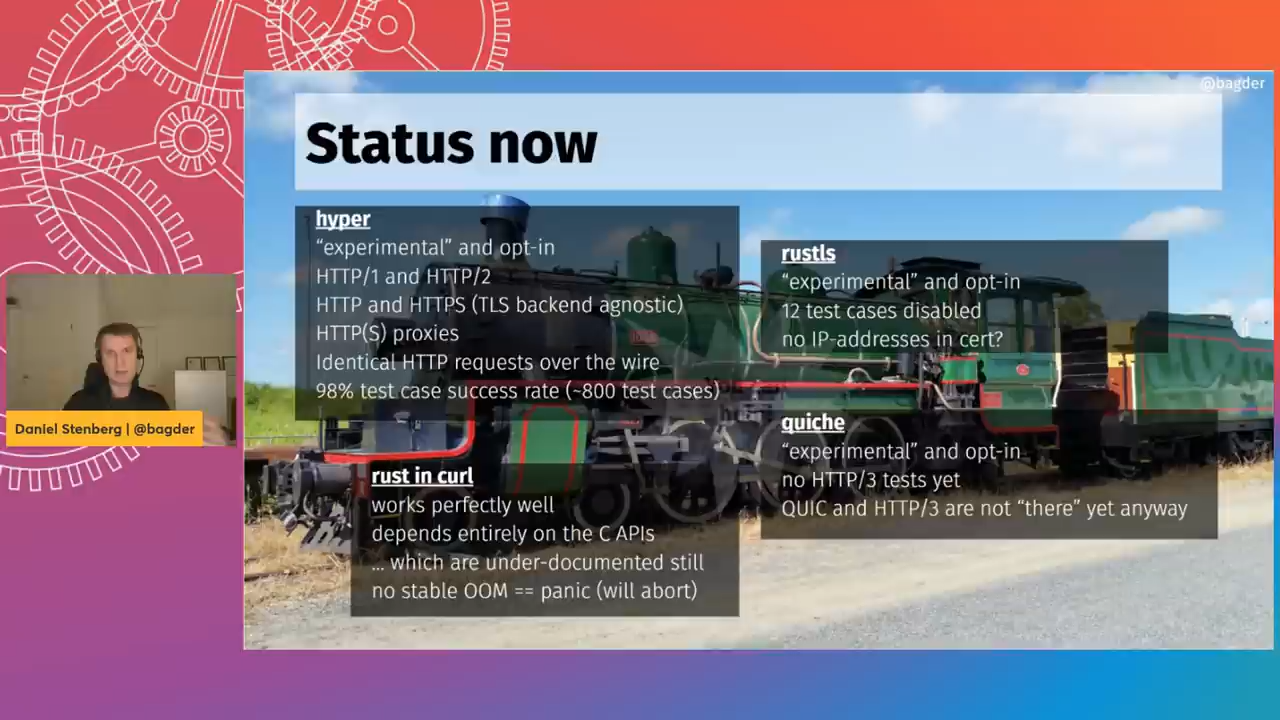 @bagder
Status now
hyper
“experimental” and opt-in
HTTP/1 and HTTP/2
HTTP and HTTPS (TLS backend agnostic)
HTTP(S) proxies
Identical HTTP requests over the wire
98% test case success rate (~800 test cases)
rust in curl
works perfectly well
depends entirely on the C APIs
... which are under-documented still
no stable OOM == panic (will abort)
rustls
“experimental” and opt-in
12 test cases disabled
no IP-addresses in cert?
quiche
“experimental” and opt-in
no HTTP/3 tests yet
QUIC and HTTP/3 are not “there” yet anyway
Daniel Stenberg | @bagder